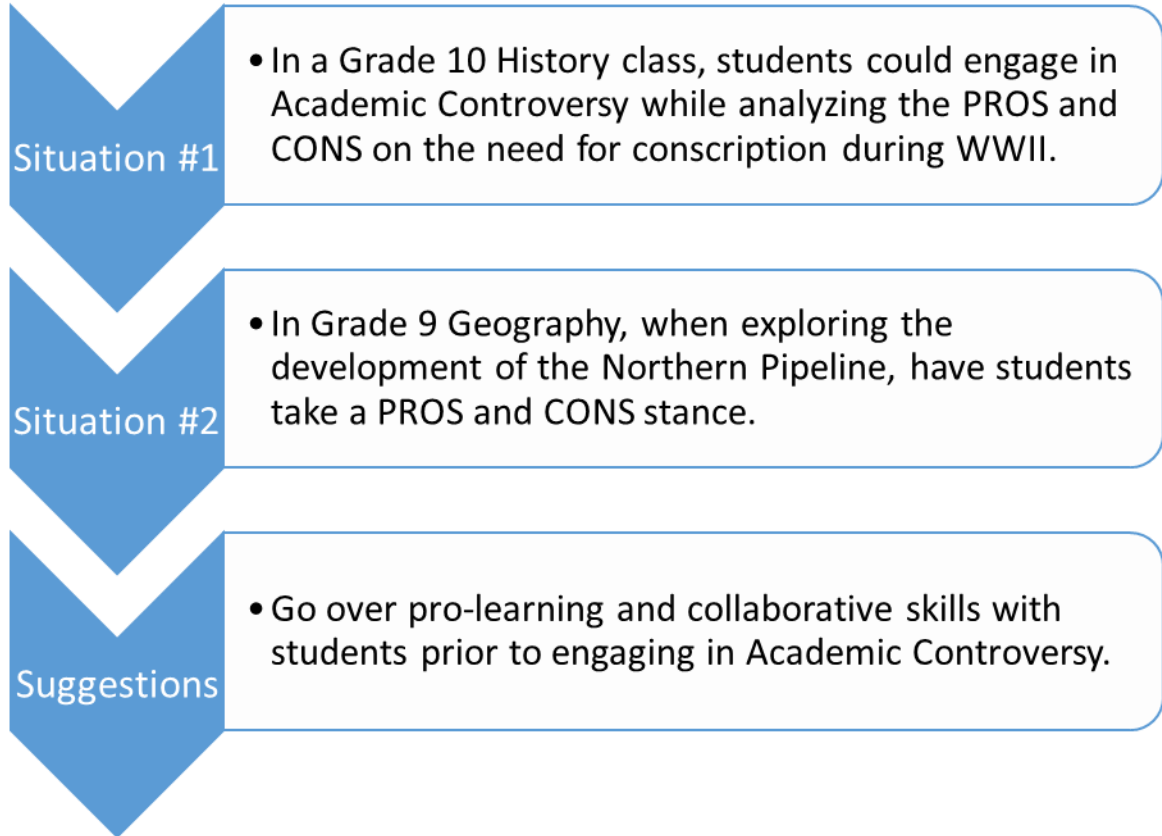 Situation #1
• In a Grade 10 History class, students could engage in
Academic Controversy while analyzing the PROS and
CONS on the need for conscription during WWII.
Situation #2
• In Grade 9 Geography, when exploring the
development of the Northern Pipeline, have students
take a PROS and CONS stance.
Suggestions
• Go over pro-learning and collaborative skills with
students prior to engaging in Academic Controversy.